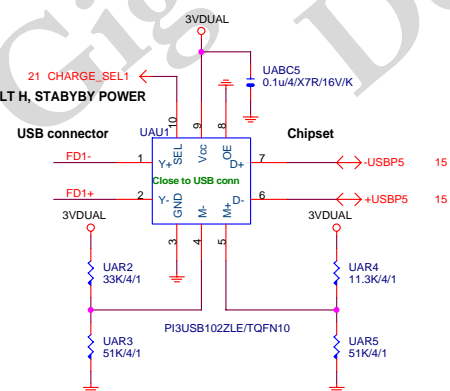 3VDUAL
21 CHARGE_SEL1
UABC5
0.1u/4/X7R/16V/K
LT H, STABYBY POWER
USB connector
UAU1
Chipset
10
9
8
SEL
Vcc
OE
FD1-
1
Y+
D+
7
-USBP5
15
Close to USB conn
FD1+
2
Y-
D-
6
+USBP5
15
GND
M-
M+
3VDUAL
3
4
5
3VDUAL
UAR2
33K/4/1
UAR4
11.3K/4/1
PI3USB102ZLE/TQFN10
UAR3
51K/4/1
UAR5
51K/4/1
Gig
Do